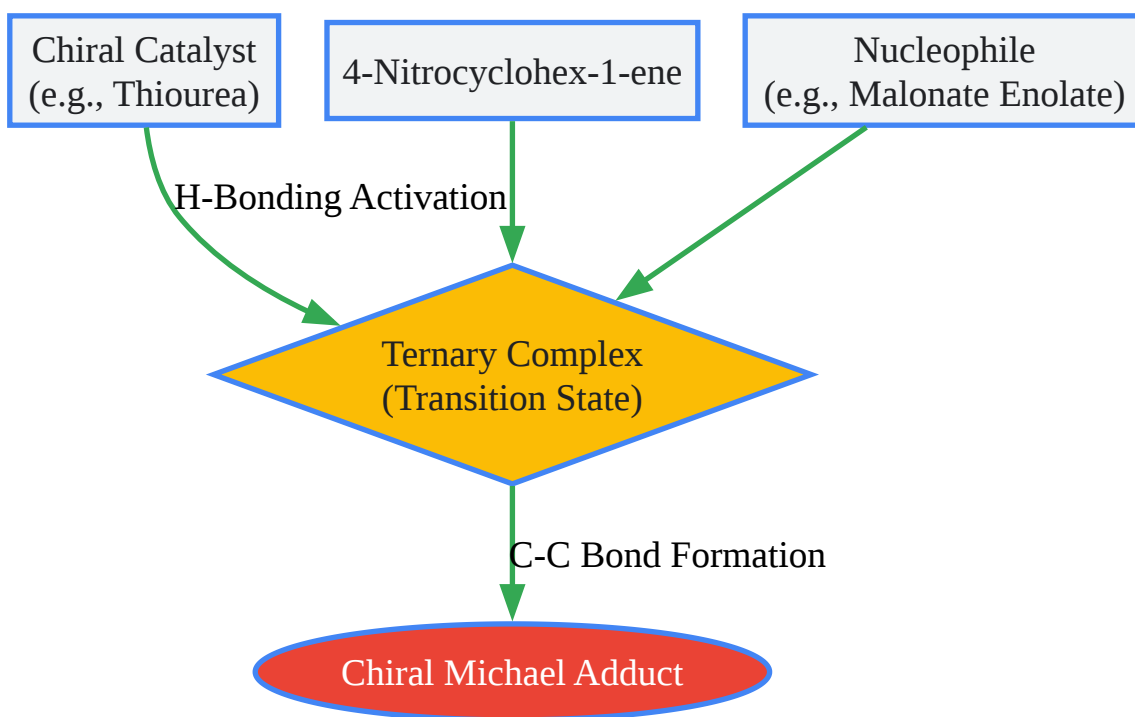 Chiral Catalyst
(e.g., Thiourea)
4-Nitrocyclohex-1-ene
Nucleophile
(e.g., Malonate Enolate)
H-Bonding Activation
Ternary Complex
(Transition State)
C-C Bond Formation
Chiral Michael Adduct